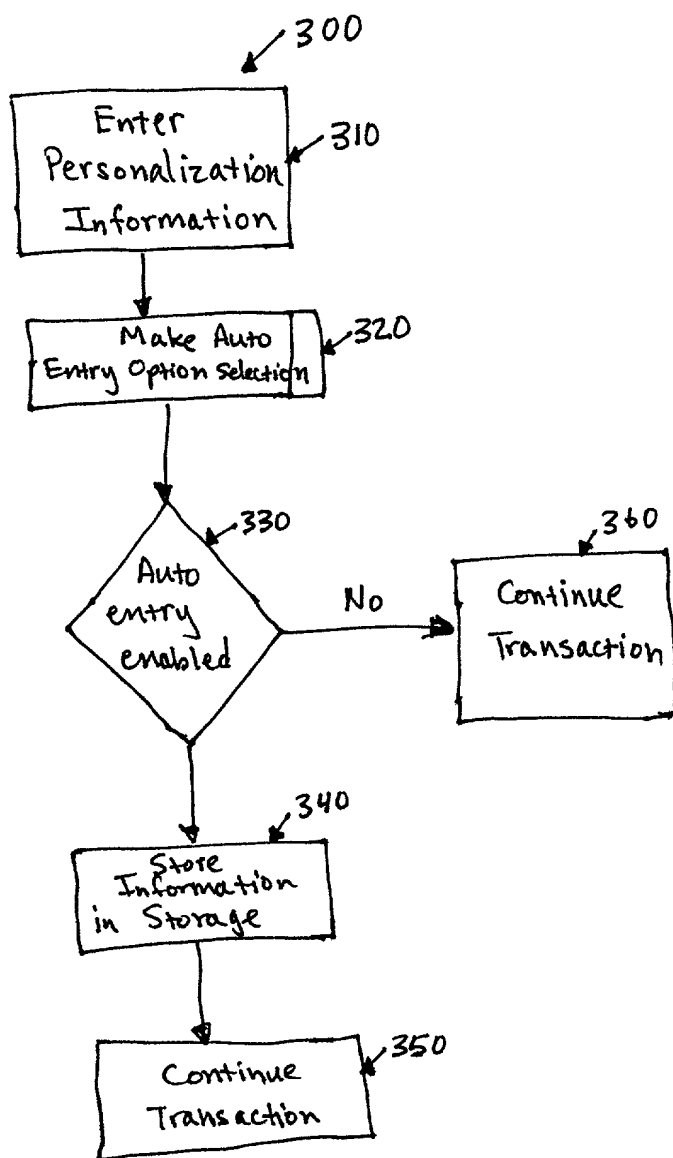 300
Enter
Personalization
Information
310
Make Auto
Entry Option Selection
320
330
Auto
entry
enabled
No
360
Continue
Transaction
340
Store
Information
in Storage
350
Continue
Transaction